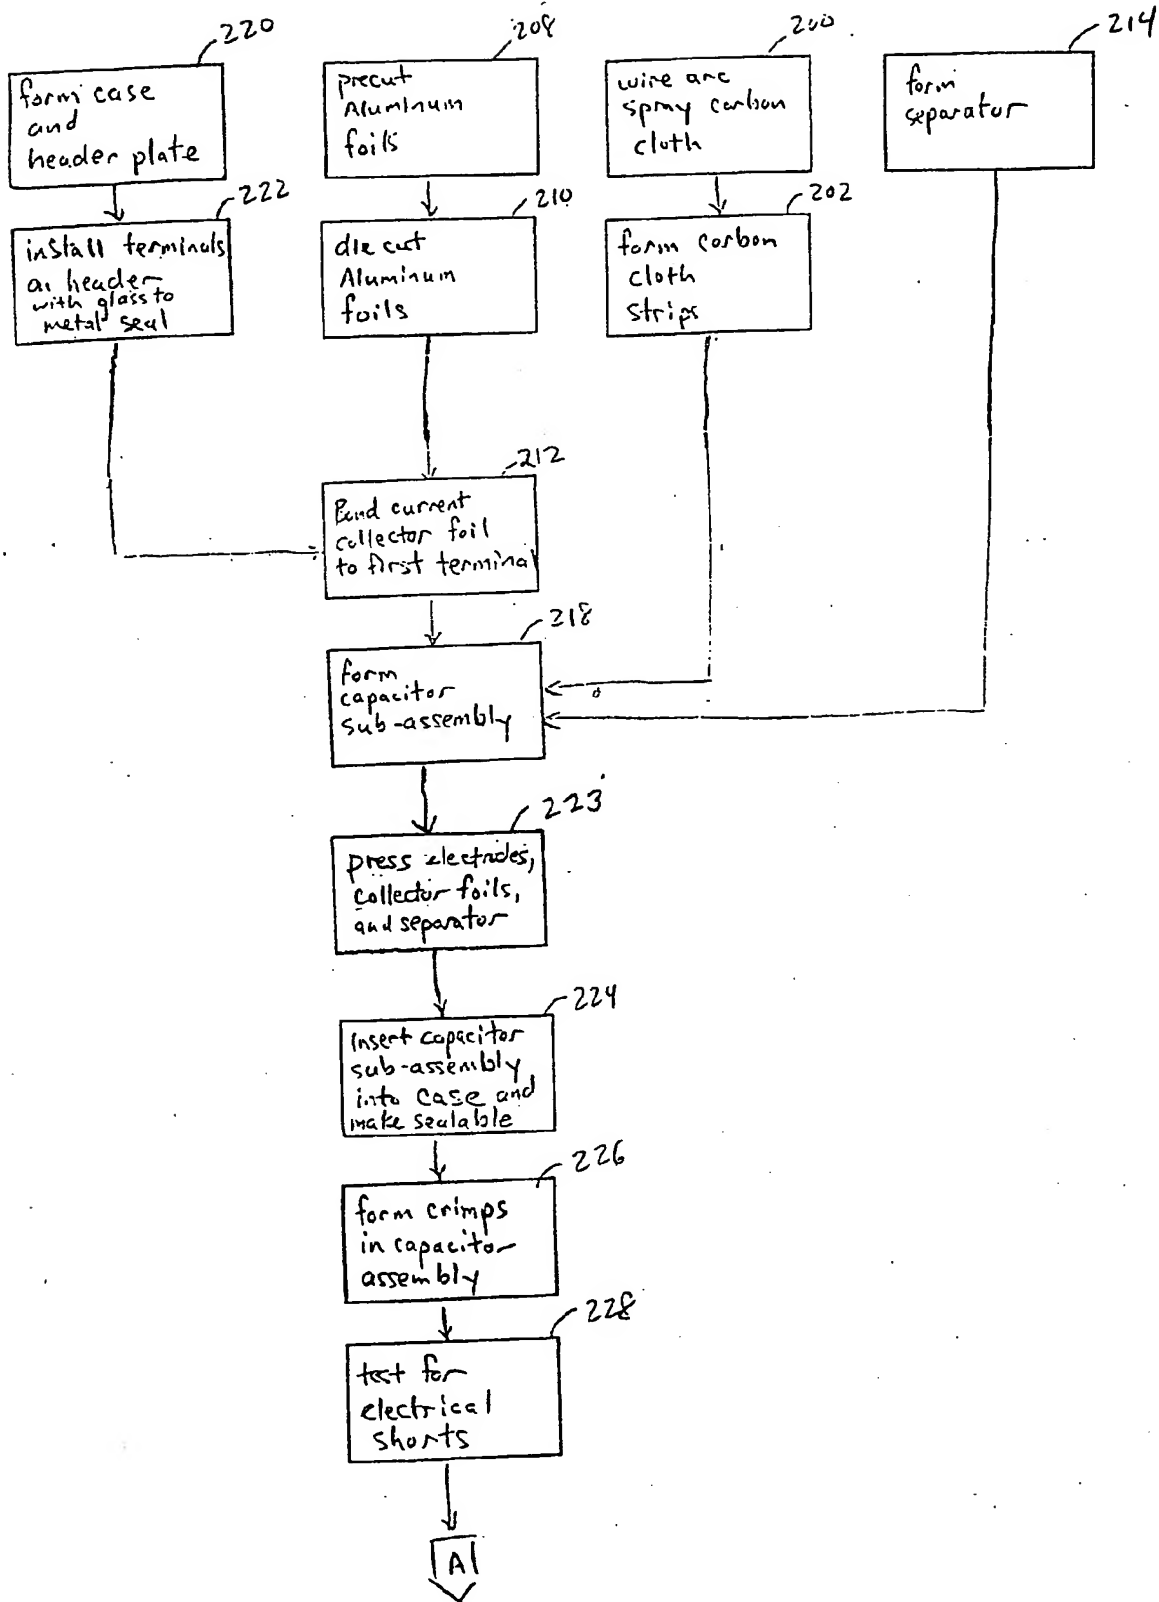 220
form case
and
header plate
208
precut
Aluminum
foils
200
wire arc
spray carbon
cloth
214
form
separator
222
install terminals
on header
with glass to
metal seal
210
die cut
Aluminum
foils
202
form carbon
cloth
strips
212
Bond current
collector foil
to first terminal
218
form
capacitor
sub-assembly
223
press electrodes,
collector foils,
and separator
224
insert capacitor
sub-assembly
into case and
make sealable
226
form crimps
in capacitor
assembly
228
test for
electrical
shorts
A